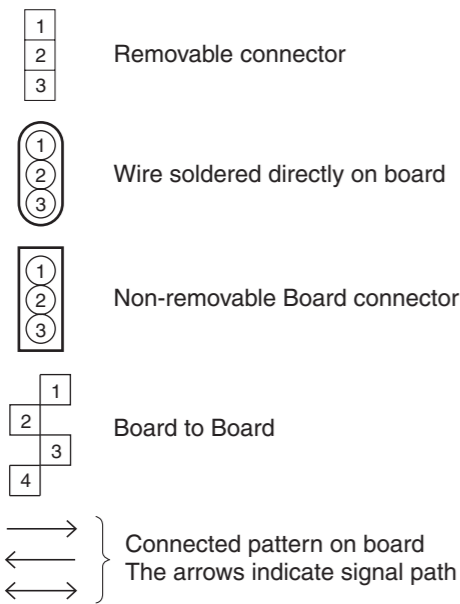 1
2
3
Removable connector
1
2
3
Wire soldered directly on board
1
2
3
Non-removable Board connector
1
2
3
4
Board to Board
Connected pattern on board
The arrows indicate signal path